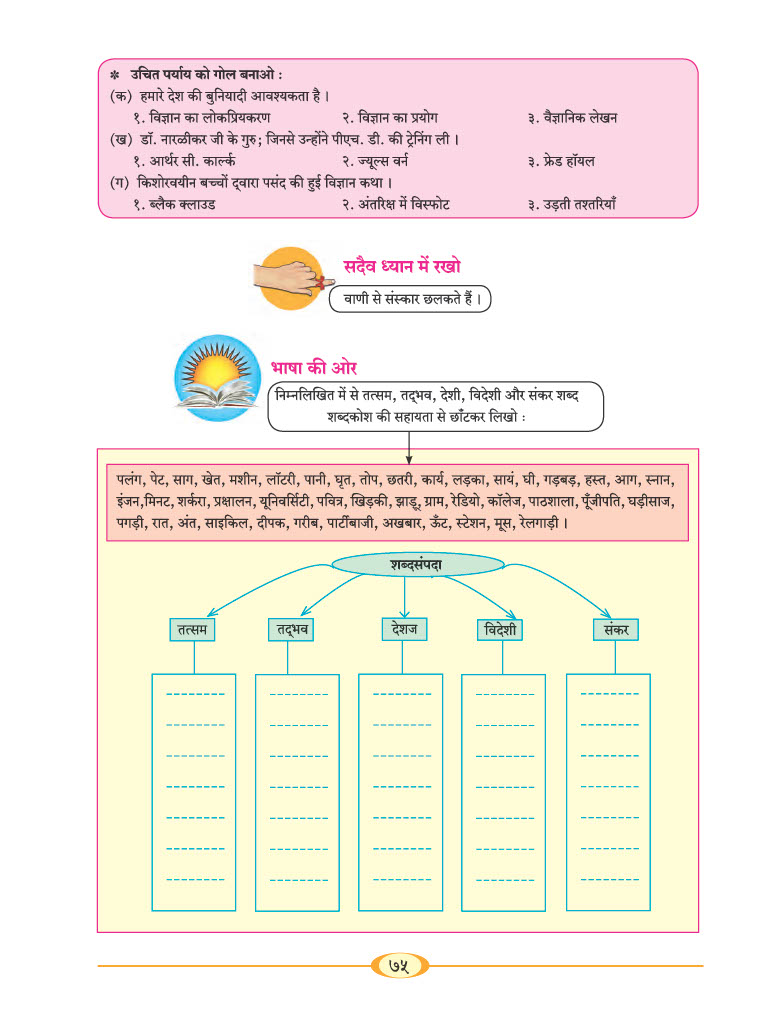 ✽ उचित पर्याय को गोल बनाओ :
(क) हमारे देश की बुनियादी आवश्यकता है ।
१. विज्ञान का लोकप्रियकरण २. विज्ञान का प्रयोग ३. वैज्ञानिक लेखन
(ख) डॉ. नारळीकर जी के गुरु; जिनसे उन्होंने पीएच. डी. की ट्रेनिंग ली ।
१. आर्थर सी. कार्ल्क २. ज्यूल्स वर्न ३. फ्रेड हॉयल
(ग) किशोरवयीन बच्चों द्‌वारा पसंद की हुई विज्ञान कथा ।
१. ब्लैक क्लाउड २. अंतरिक्ष में विस्फोट ३. उड़ती तश्तरियाँ
सदैव ध्यान में रखो
वाणी से संस्कार छलकते हैं ।
भाषा की ओर
निम्नलिखित में से तत्सम, तद्‌भव, देशी, विदेशी और संकर शब्द
शब्दकोश की सहायता से छाँटकर लिखो :
पलंग, पेट, साग, खेत, मशीन, लॉटरी, पानी, घृत, तोप, छतरी, कार्य, लड़का, सायं, घी, गड़बड़, हस्त, आग, स्नान,
इंजन,मिनट, शर्करा, प्रक्षालन, यूनिवर्सिटी, पवित्र, खिड़की, झाड़ू, ग्राम, रेडियो, कॉलेज, पाठशाला, पूँजीपति, घड़ीसाज,
पगड़ी, रात, अंत, साइकिल, दीपक, गरीब, पार्टीबाजी, अखबार, ऊँट, स्टेशन, मूस, रेलगाड़ी ।
शब्दसंपदा
तत्सम तद्‌भव देशज विदेशी संकर
७५